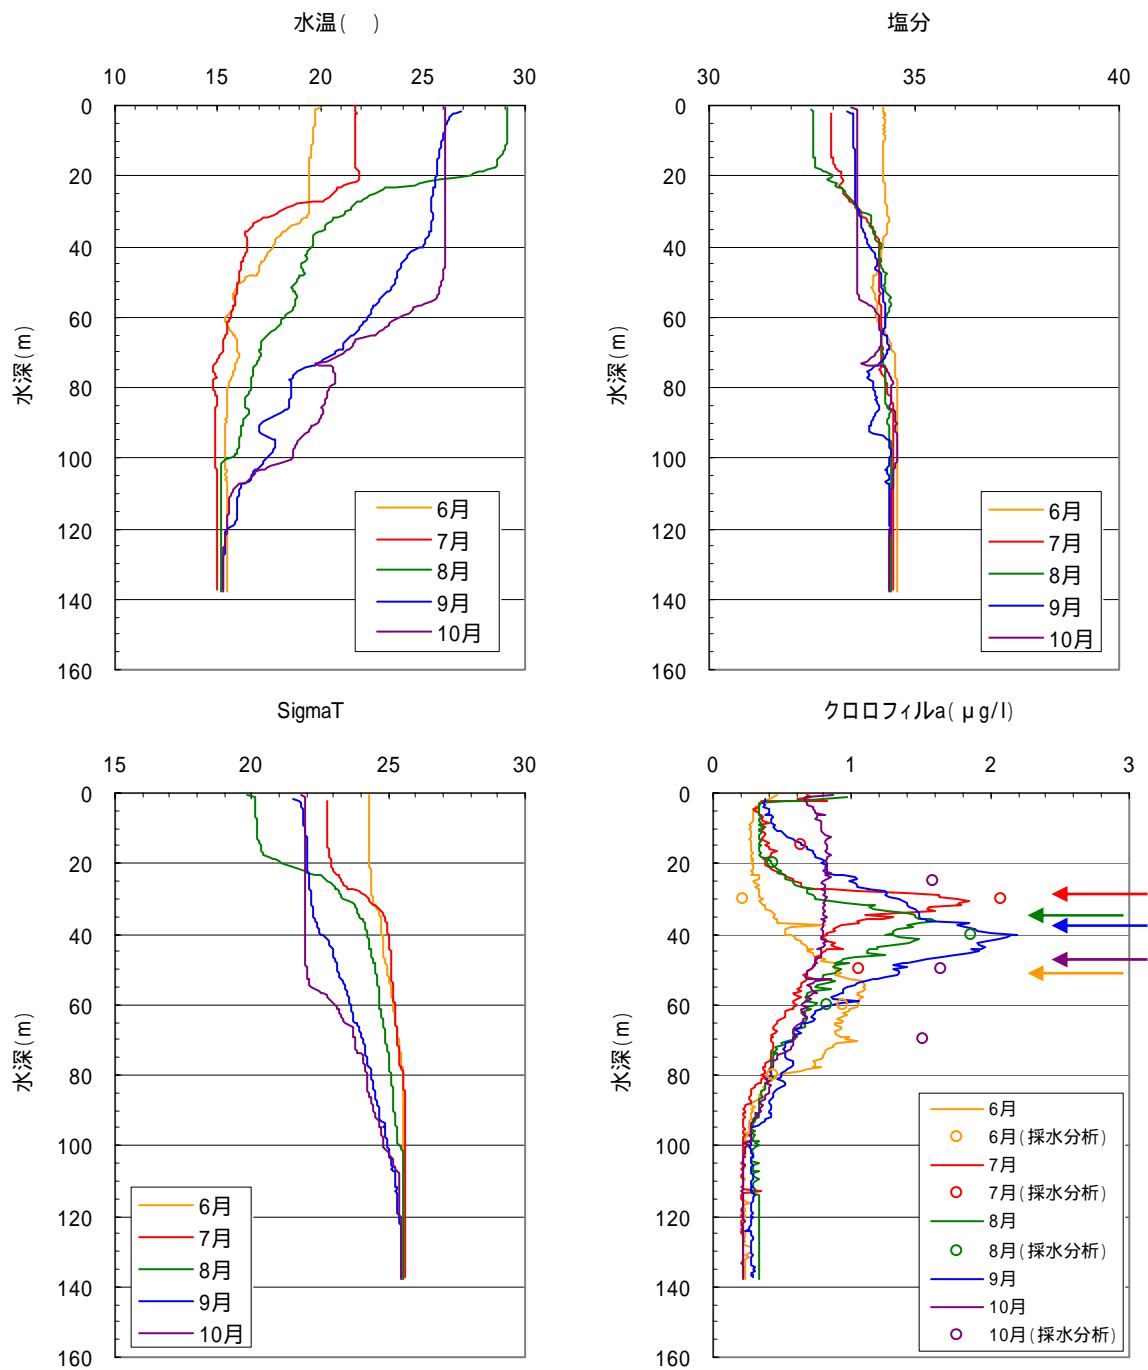 水温(　)
10 15 20 25 30
0
20
40
60
80
100
120
140
160
水深(m)
6月
7月
8月
9月
10月
塩分
30 35 40
0
20
40
60
80
100
120
140
160
水深(m)
6月
7月
8月
9月
10月
SigmaT
15 20 25 30
0
20
40
60
80
100
120
140
160
水深(m)
6月
7月
8月
9月
10月
クロロフィルa(μg/l)
0 1 2 3
0
20
40
60
80
100
120
140
160
水深(m)
6月
6月(採水分析)
7月
7月(採水分析)
8月
8月(採水分析)
9月
10月
10月(採水分析)